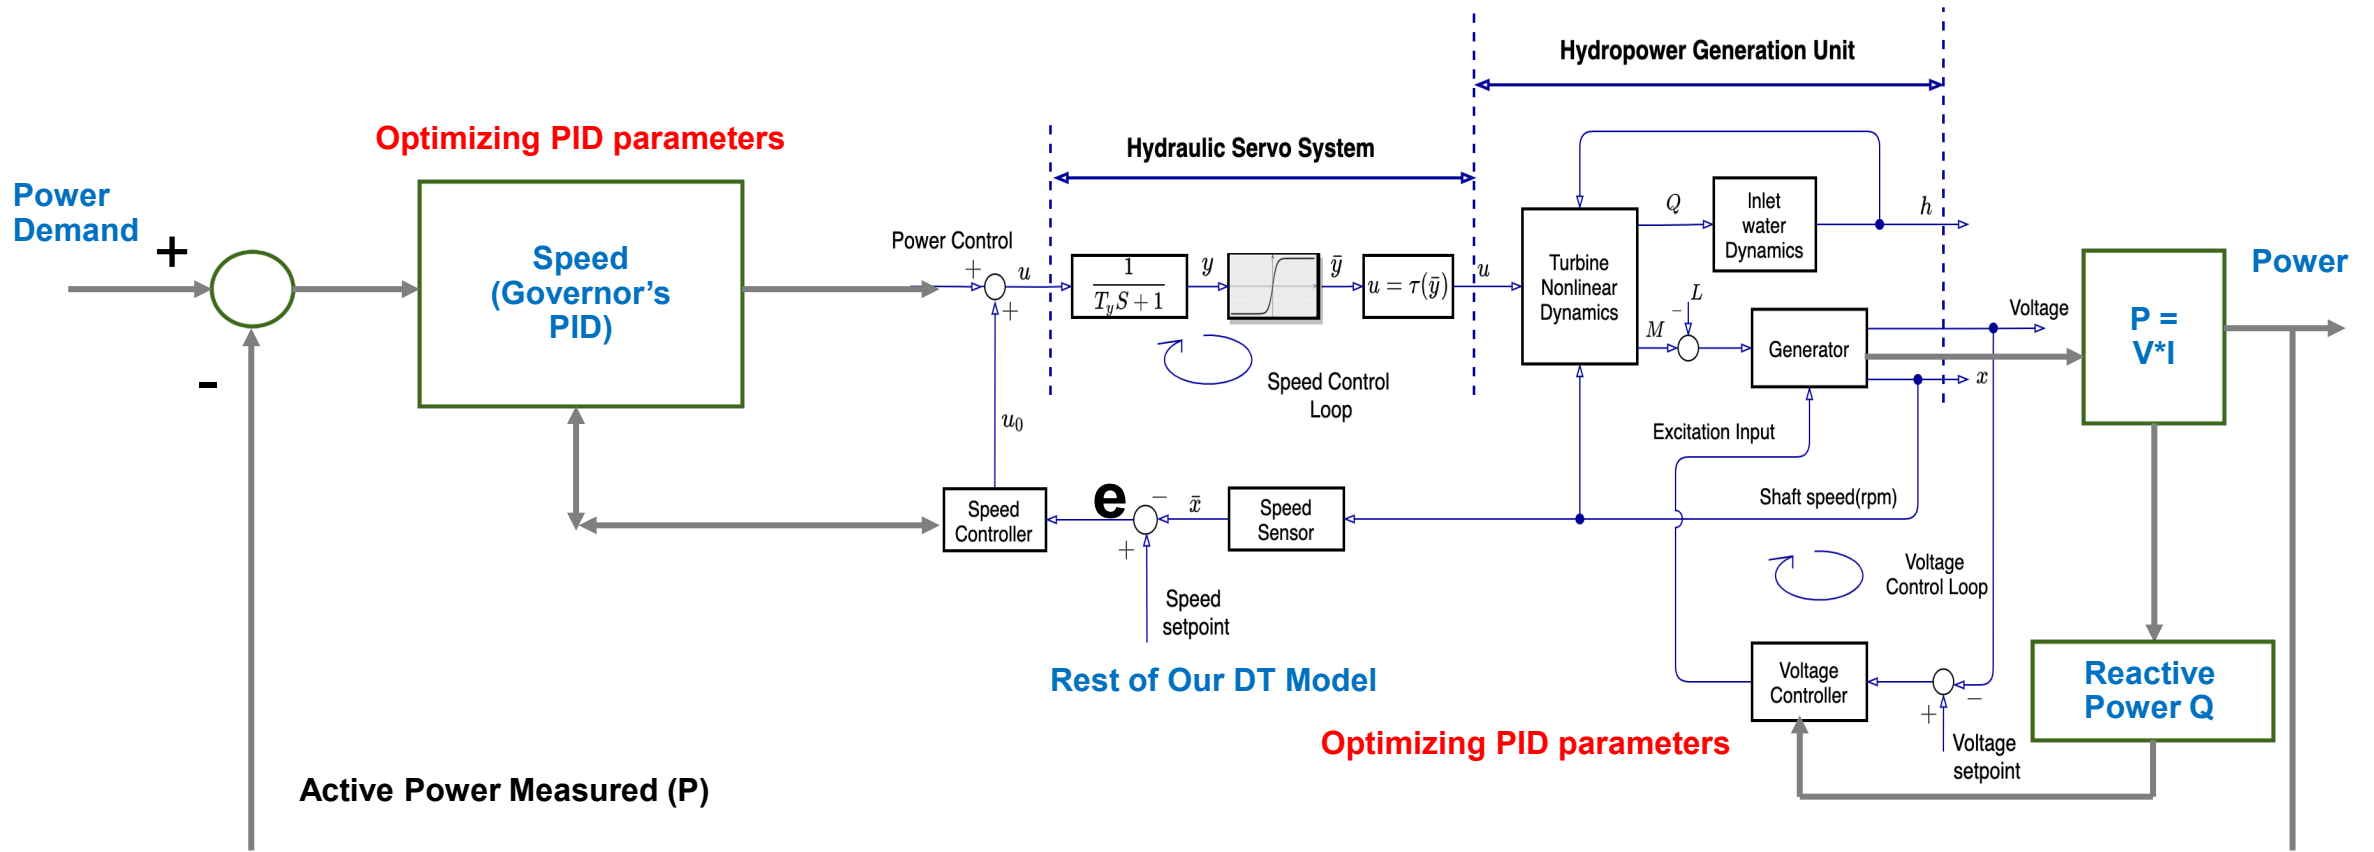 Hydropower Generation Unit
Optimizing PID parameters
Hydraulic Servo System
Power
Demand
+
-
Speed
(Governor's
PID)
Power Control
+
+
u
1
T_y S + 1
y
ȳ
u = τ(ȳ)
u
Speed Control
Loop
u_0
Turbine
Nonlinear
Dynamics
Q
Inlet
water
Dynamics
h
M
−
L
Generator
Voltage
x
P =
V*I
Power
Excitation Input
Shaft speed(rpm)
Speed
Controller
e
−
x̄
+
Speed
Sensor
Speed
setpoint
Voltage
Control Loop
Rest of Our DT Model
Voltage
Controller
+
−
Voltage
setpoint
Reactive
Power Q
Optimizing PID parameters
Active Power Measured (P)